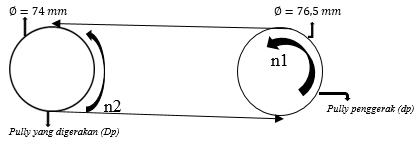 Ø = 74 mm
Ø = 76,5 mm
n1
n2
Pully penggerak (dp)
Pully yang digerakan (Dp)